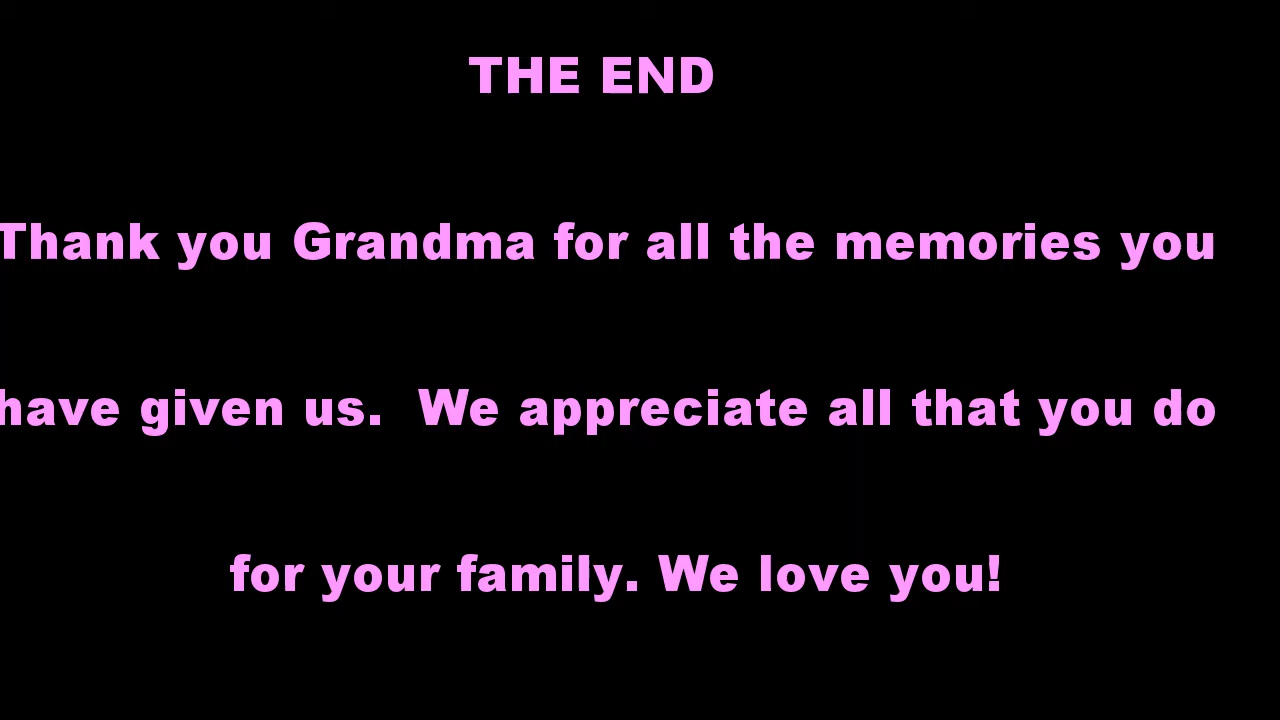 THE END
Thank you Grandma for all the memories you
have given us.  We appreciate all that you do
for your family. We love you!